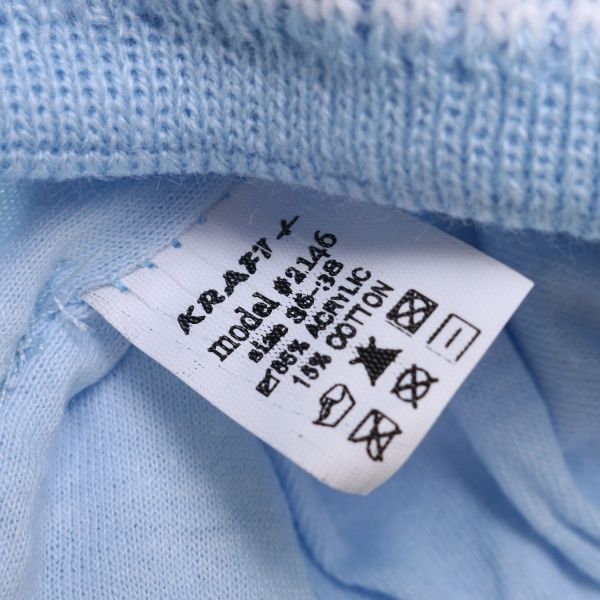 KRAFT
model #2146
size 36-38
85% ACRYLIC
15% COTTON